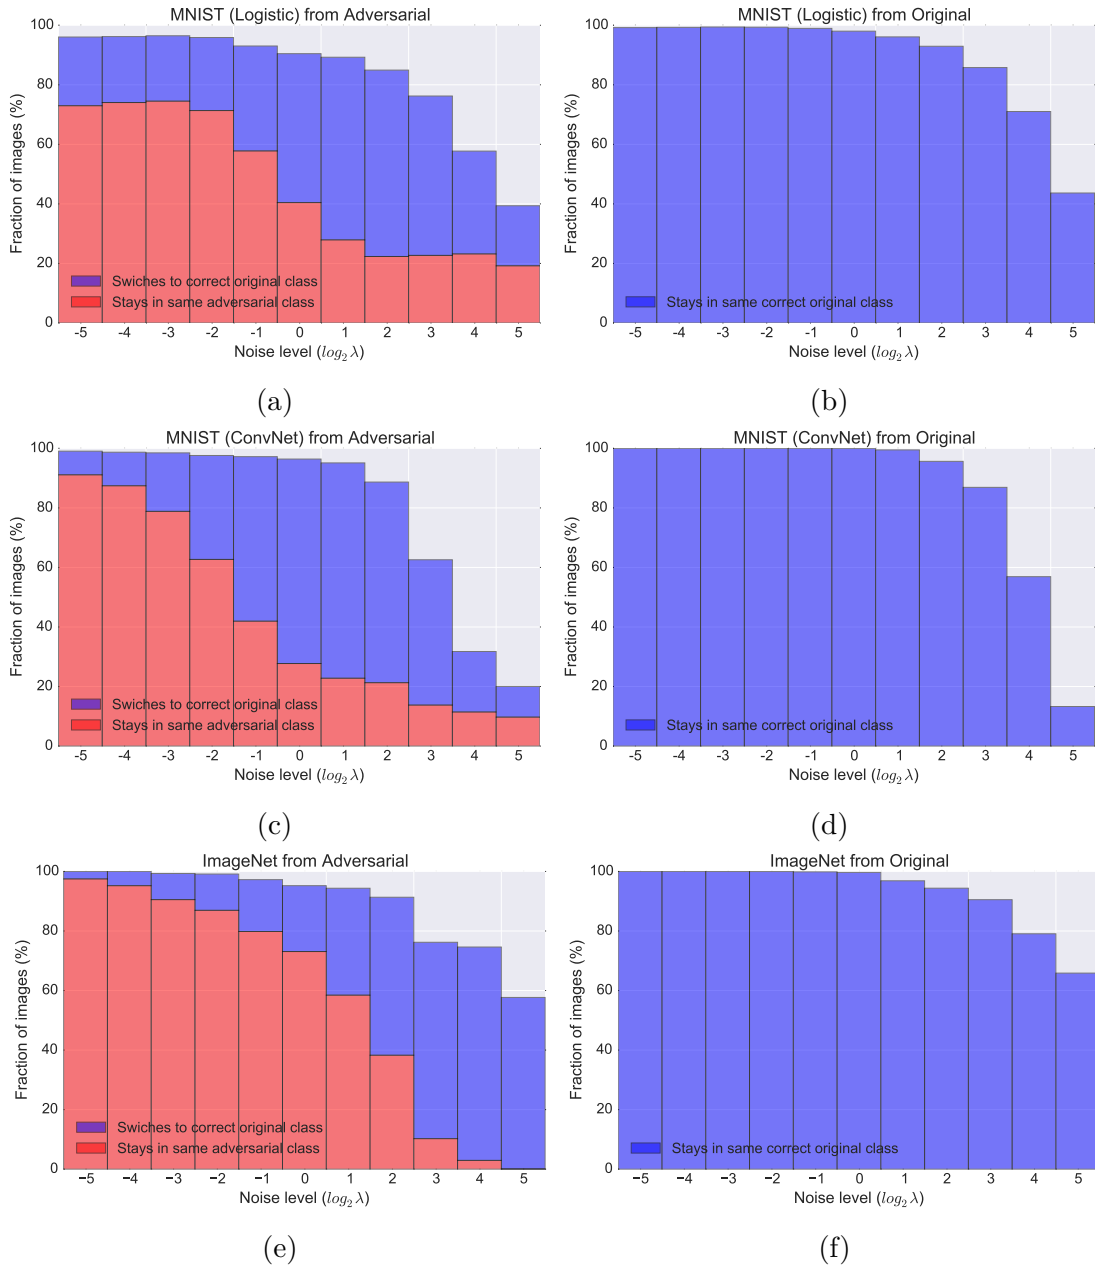 MNIST (Logistic) from Adversarial
100
80
60
40
20
0
Fraction of images (%)
Swiches to correct original class
Stays in same adversarial class
-5 -4 -3 -2 -1 0 1 2 3 4 5
Noise level (log₂ λ)
(a)
MNIST (Logistic) from Original
100
80
60
40
20
0
Fraction of images (%)
Stays in same correct original class
-5 -4 -3 -2 -1 0 1 2 3 4 5
Noise level (log₂ λ)
(b)
MNIST (ConvNet) from Adversarial
100
80
60
40
20
0
Fraction of images (%)
Swiches to correct original class
Stays in same adversarial class
-5 -4 -3 -2 -1 0 1 2 3 4 5
Noise level (log₂ λ)
(c)
MNIST (ConvNet) from Original
100
80
60
40
20
0
Fraction of images (%)
Stays in same correct original class
-5 -4 -3 -2 -1 0 1 2 3 4 5
Noise level (log₂ λ)
(d)
ImageNet from Adversarial
100
80
60
40
20
0
Fraction of images (%)
Swiches to correct original class
Stays in same adversarial class
−5 −4 −3 −2 −1 0 1 2 3 4 5
Noise level (log₂ λ)
(e)
ImageNet from Original
100
80
60
40
20
0
Fraction of images (%)
Stays in same correct original class
−5 −4 −3 −2 −1 0 1 2 3 4 5
Noise level (log₂ λ)
(f)